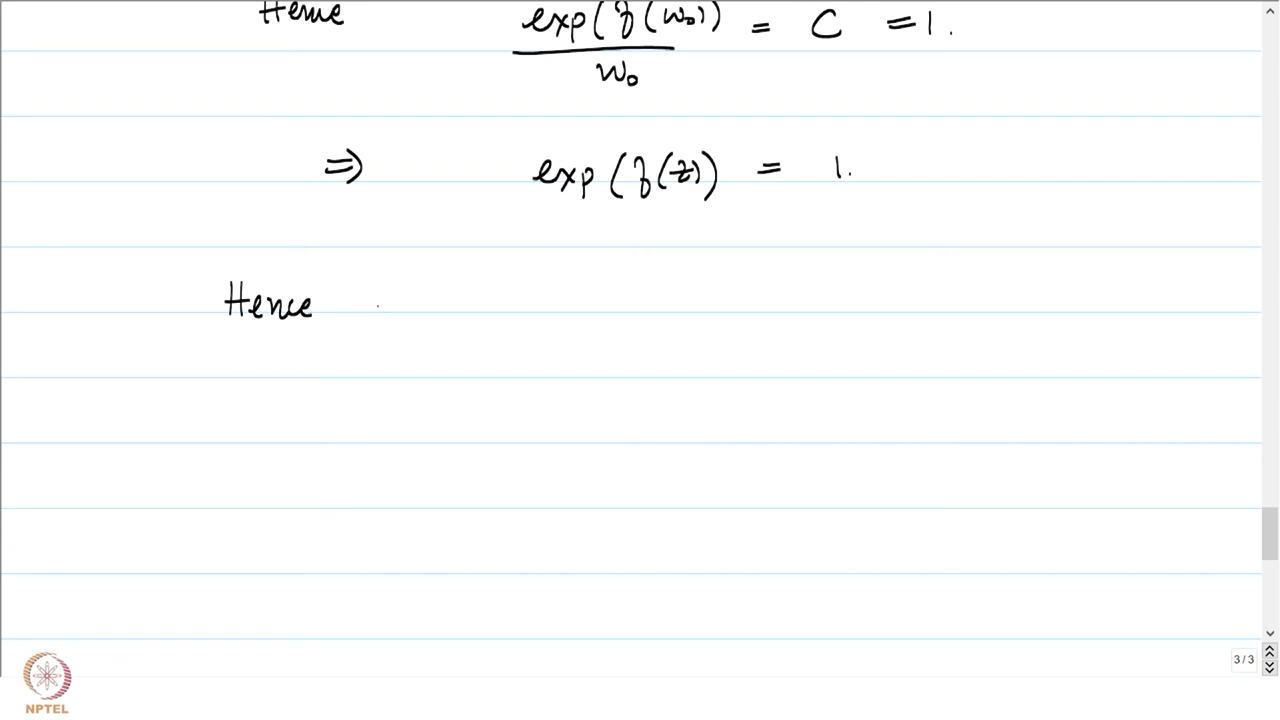 Hence exp(f(w₀)) / w₀ = C = 1.
⇒ exp(f(z)) = 1.
Hence
3 / 3
NPTEL